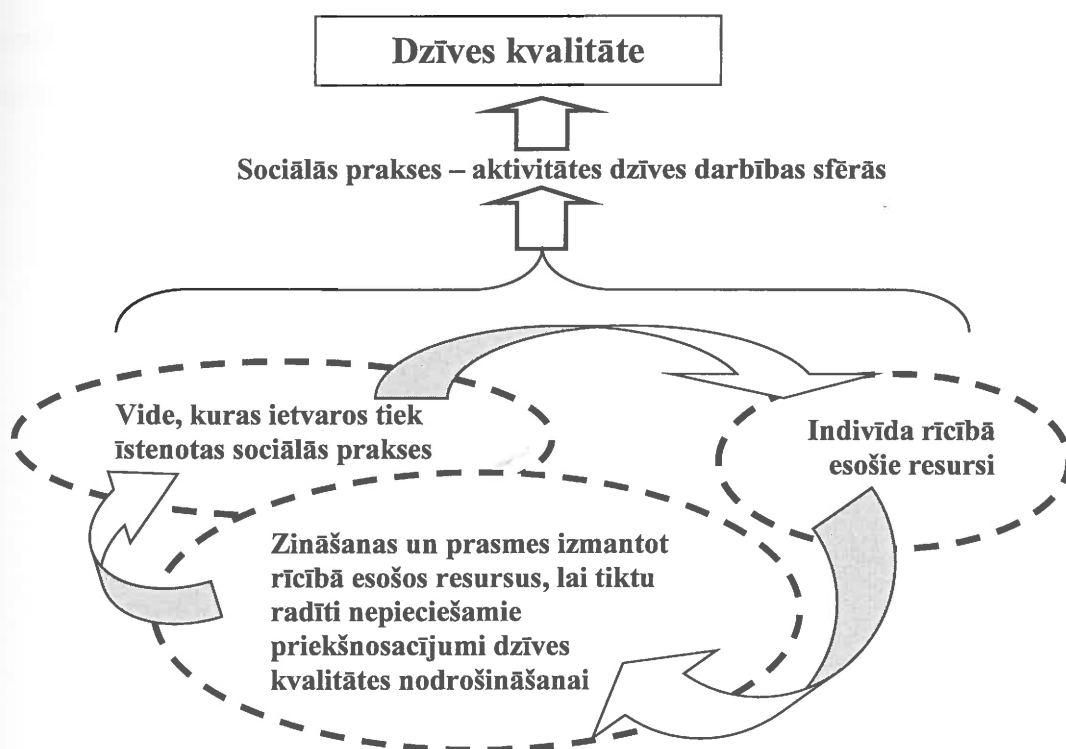 Dzīves kvalitāte
Sociālās prakses – aktivitātes dzīves darbības sfērās
Vide, kuras ietvaros tiek
īstenotas sociālās prakses
Indivīda rīcībā
esošie resursi
Zināšanas un prasmes izmantot
rīcībā esošos resursus, lai tiktu
radīti nepieciešamie
priekšnosacījumi dzīves
kvalitātes nodrošināšanai